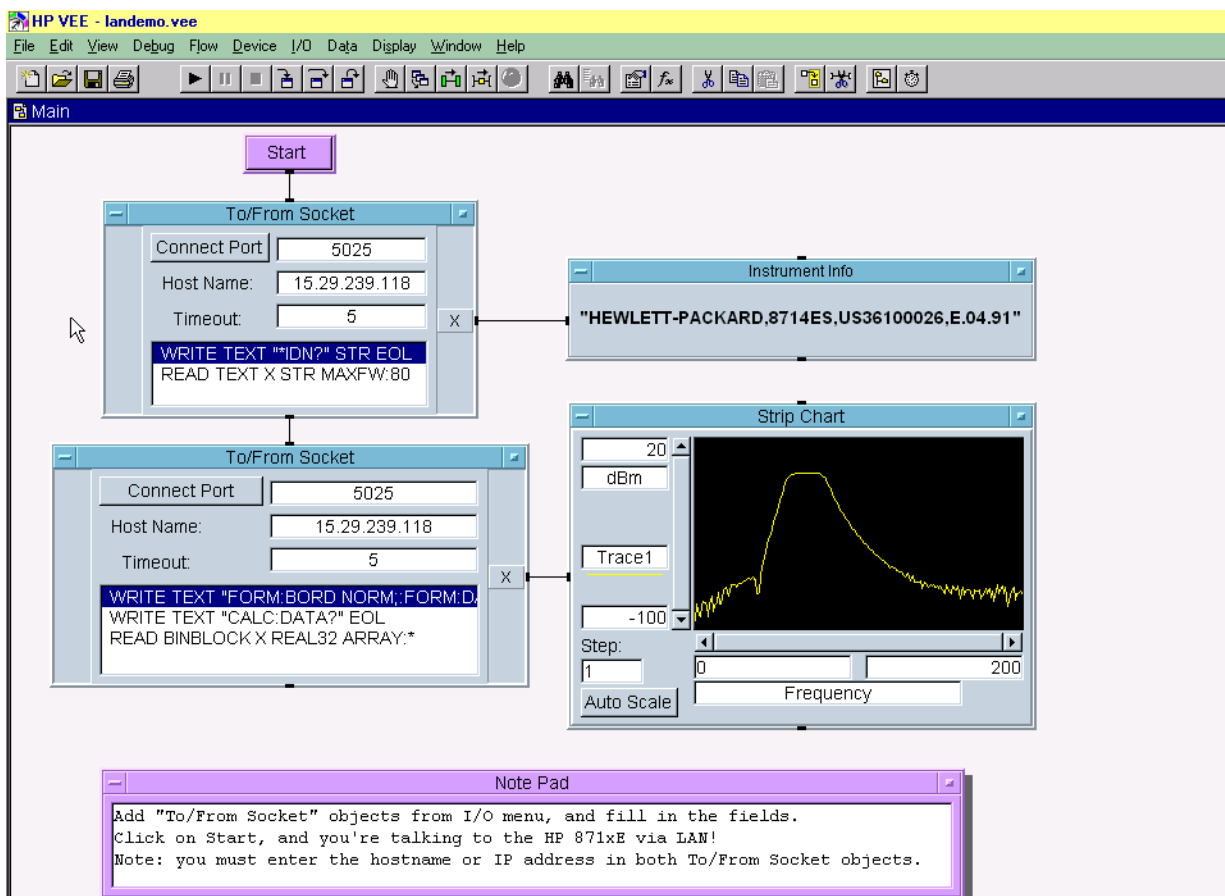 HP VEE - landemo.vee
File Edit View Debug Flow Device I/O Data Display Window Help
Main
Start
To/From Socket
Connect Port 5025
Host Name: 15.29.239.118
Timeout: 5
X
WRITE TEXT "*IDN?" STR EOL
READ TEXT X STR MAXFW:80
Instrument Info
"HEWLETT-PACKARD,8714ES,US36100026,E.04.91"
To/From Socket
Connect Port 5025
Host Name: 15.29.239.118
Timeout: 5
X
WRITE TEXT "FORM:BORD NORM;:FORM:DA
WRITE TEXT "CALC:DATA?" EOL
READ BINBLOCK X REAL32 ARRAY:*
Strip Chart
20
dBm
Trace1
-100
Step:
1
Auto Scale
0 200
Frequency
Note Pad
Add "To/From Socket" objects from I/O menu, and fill in the fields.
Click on Start, and you're talking to the HP 871xE via LAN!
Note: you must enter the hostname or IP address in both To/From Socket objects.